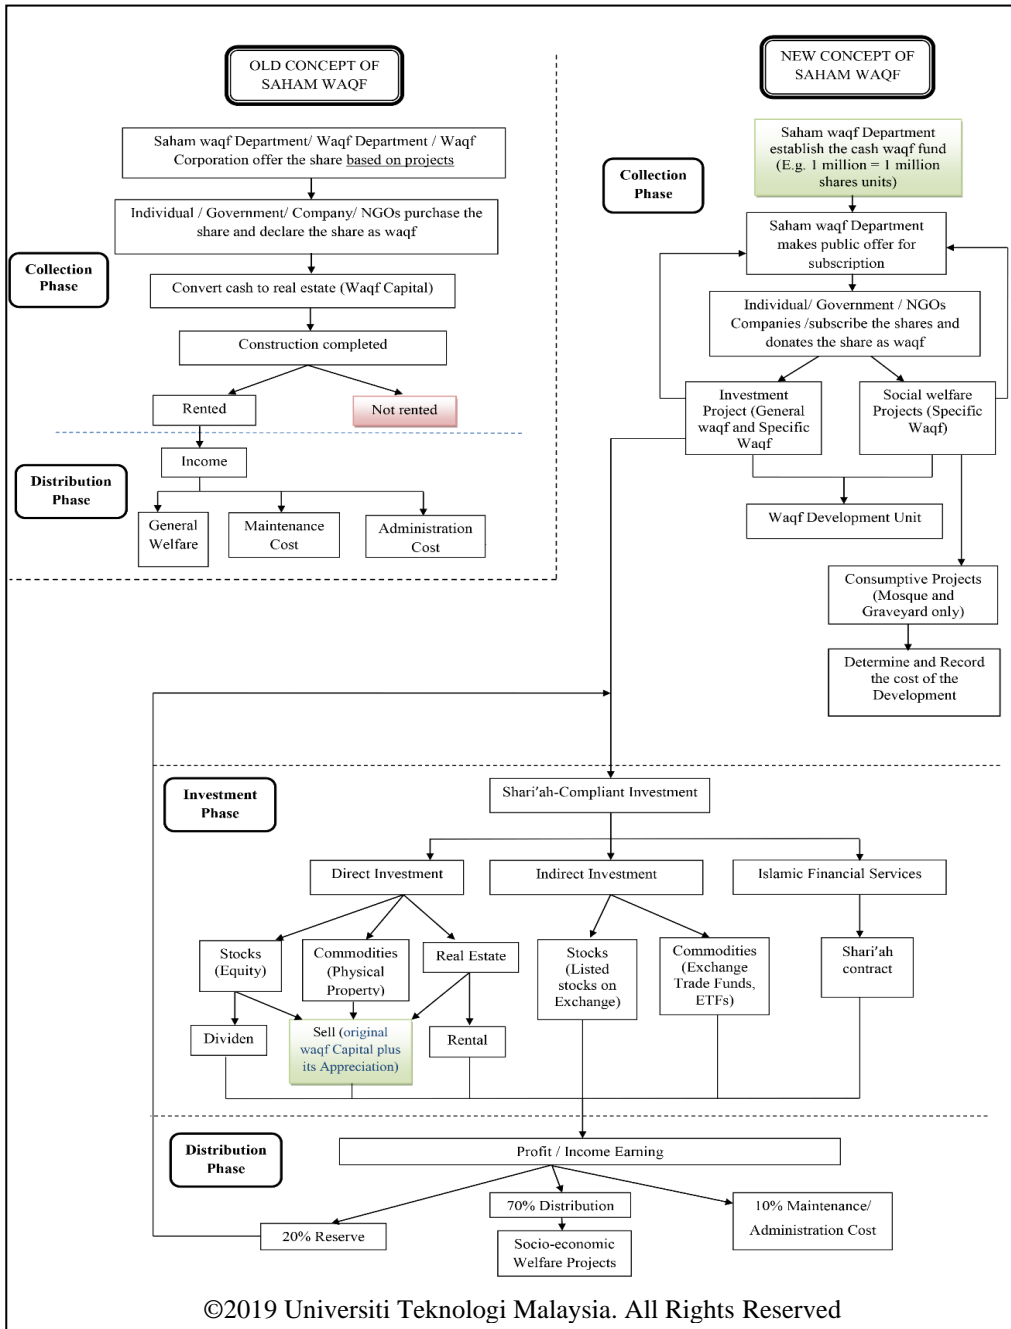 OLD CONCEPT OF
SAHAM WAQF
Saham waqf Department/ Waqf Department / Waqf
Corporation offer the share based on projects
Individual / Government/ Company/ NGOs purchase the
share and declare the share as waqf
Collection
Phase
Convert cash to real estate (Waqf Capital)
Construction completed
Rented
Not rented
Income
Distribution
Phase
General
Welfare
Maintenance
Cost
Administration
Cost
NEW CONCEPT OF
SAHAM WAQF
Saham waqf Department
establish the cash waqf fund
(E.g. 1 million = 1 million
shares units)
Collection
Phase
Saham waqf Department
makes public offer for
subscription
Individual/ Government / NGOs
Companies /subscribe the shares and
donates the share as waqf
Investment
Project (General
waqf and Specific
Waqf
Social welfare
Projects (Specific
Waqf)
Waqf Development Unit
Consumptive Projects
(Mosque and
Graveyard only)
Determine and Record
the cost of the
Development
Investment
Phase
Shari’ah-Compliant Investment
Direct Investment
Indirect Investment
Islamic Financial Services
Stocks
(Equity)
Commodities
(Physical
Property)
Real Estate
Stocks
(Listed
stocks on
Exchange)
Commodities
(Exchange
Trade Funds,
ETFs)
Shari’ah
contract
Dividen
Sell (original
waqf Capital plus
its Appreciation)
Rental
Distribution
Phase
Profit / Income Earning
20% Reserve
70% Distribution
10% Maintenance/
Administration Cost
Socio-economic
Welfare Projects
©2019 Universiti Teknologi Malaysia. All Rights Reserved